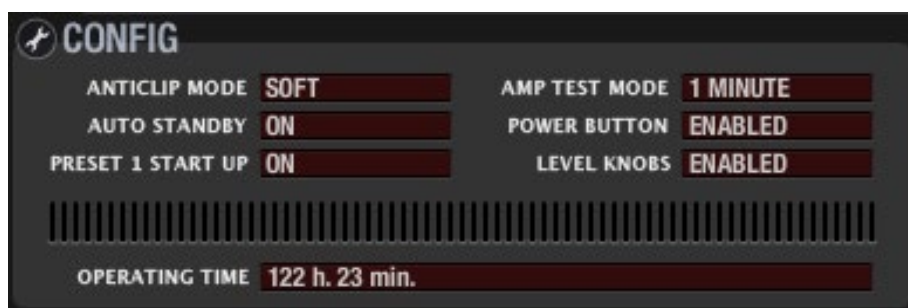 CONFIG
ANTICLIP MODE SOFT AMP TEST MODE 1 MINUTE
AUTO STANDBY ON POWER BUTTON ENABLED
PRESET 1 START UP ON LEVEL KNOBS ENABLED
OPERATING TIME 122 h. 23 min.